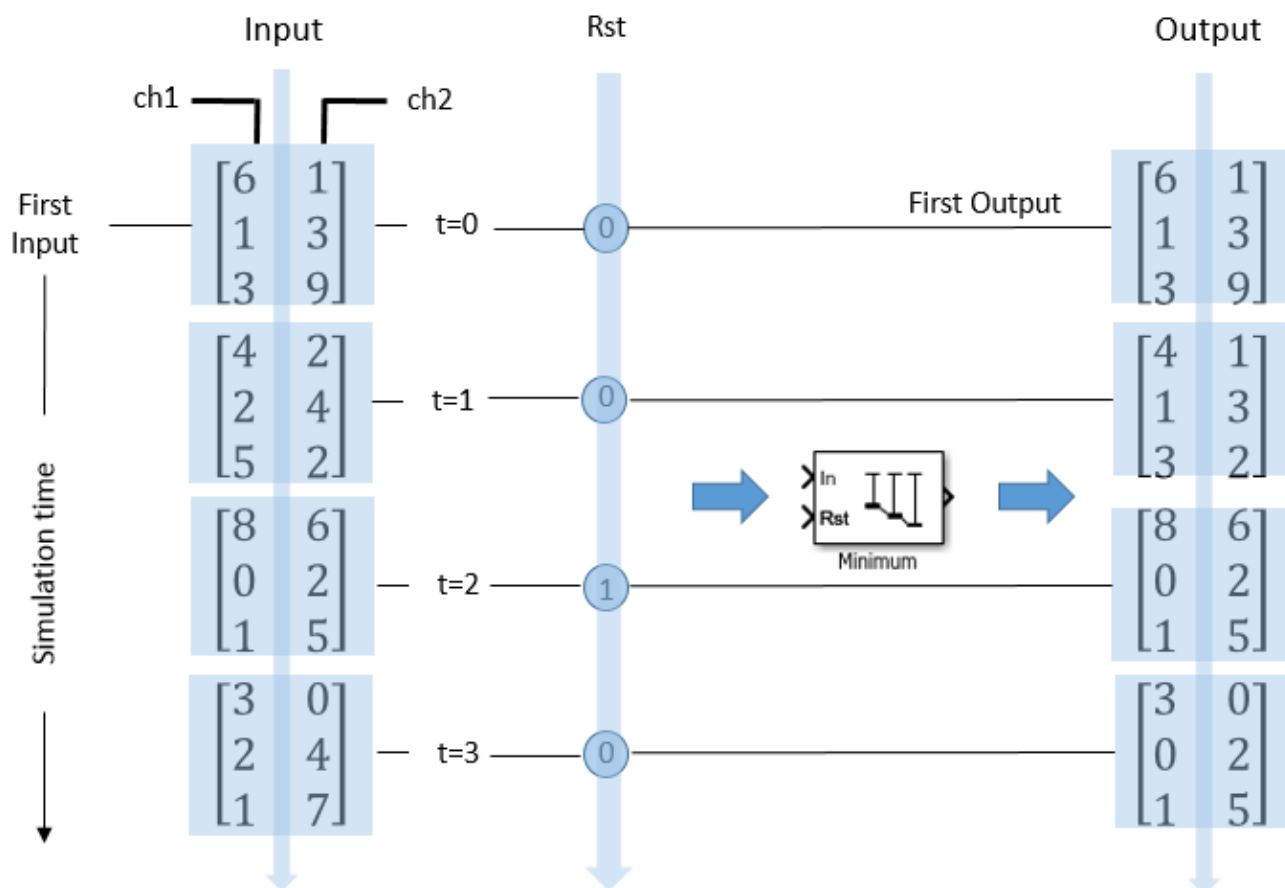 Input Rst Output
ch1 ch2
First Input
6 1
1 3
3 9
t=0
0
First Output
6 1
1 3
3 9
4 2
2 4
5 2
t=1
0
4 1
1 3
3 2
In
Rst
Minimum
Simulation time
8 6
0 2
1 5
t=2
1
8 6
0 2
1 5
3 0
2 4
1 7
t=3
0
3 0
0 2
1 5